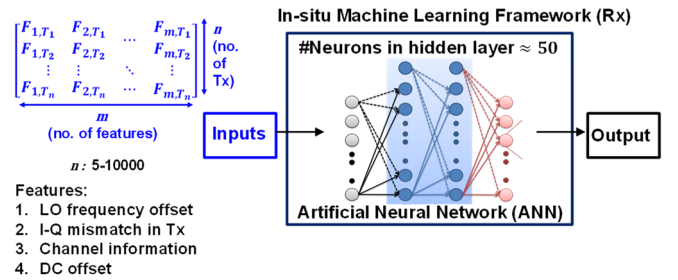 In-situ Machine Learning Framework (Rx)
F1,T1 F2,T1 ... Fm,T1
F1,T2 F2,T2 Fm,T2
⋮ ⋮ ⋱ ⋮
F1,Tn F2,Tn ... Fm,Tn
n
(no.
of
Tx)
m
(no. of features)
n: 5-10000
Features:
1. LO frequency offset
2. I-Q mismatch in Tx
3. Channel information
4. DC offset
Inputs
#Neurons in hidden layer ≈ 50
Artificial Neural Network (ANN)
Output